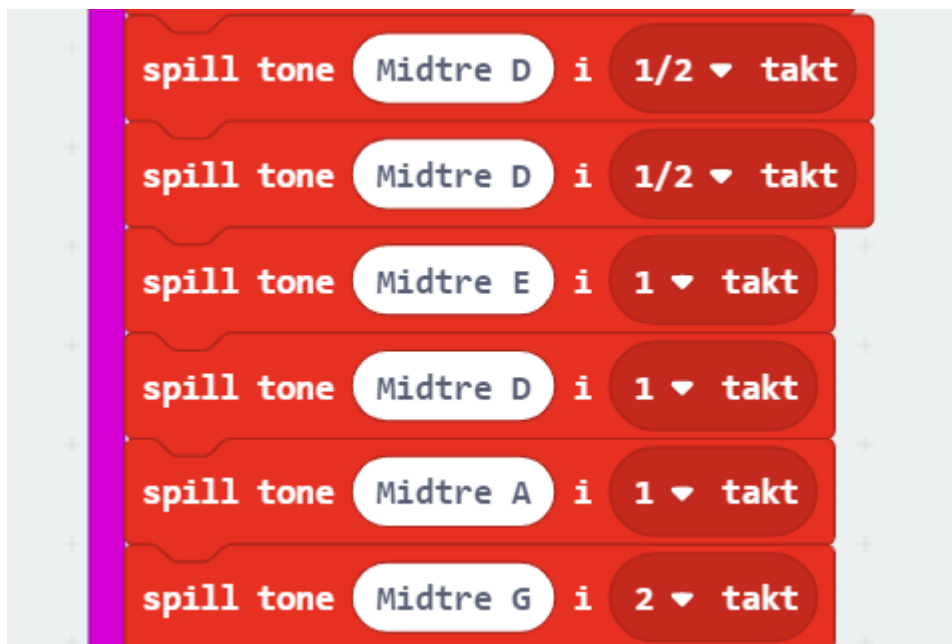 spill tone Midtre D i 1/2 takt
spill tone Midtre D i 1/2 takt
spill tone Midtre E i 1 takt
spill tone Midtre D i 1 takt
spill tone Midtre A i 1 takt
spill tone Midtre G i 2 takt